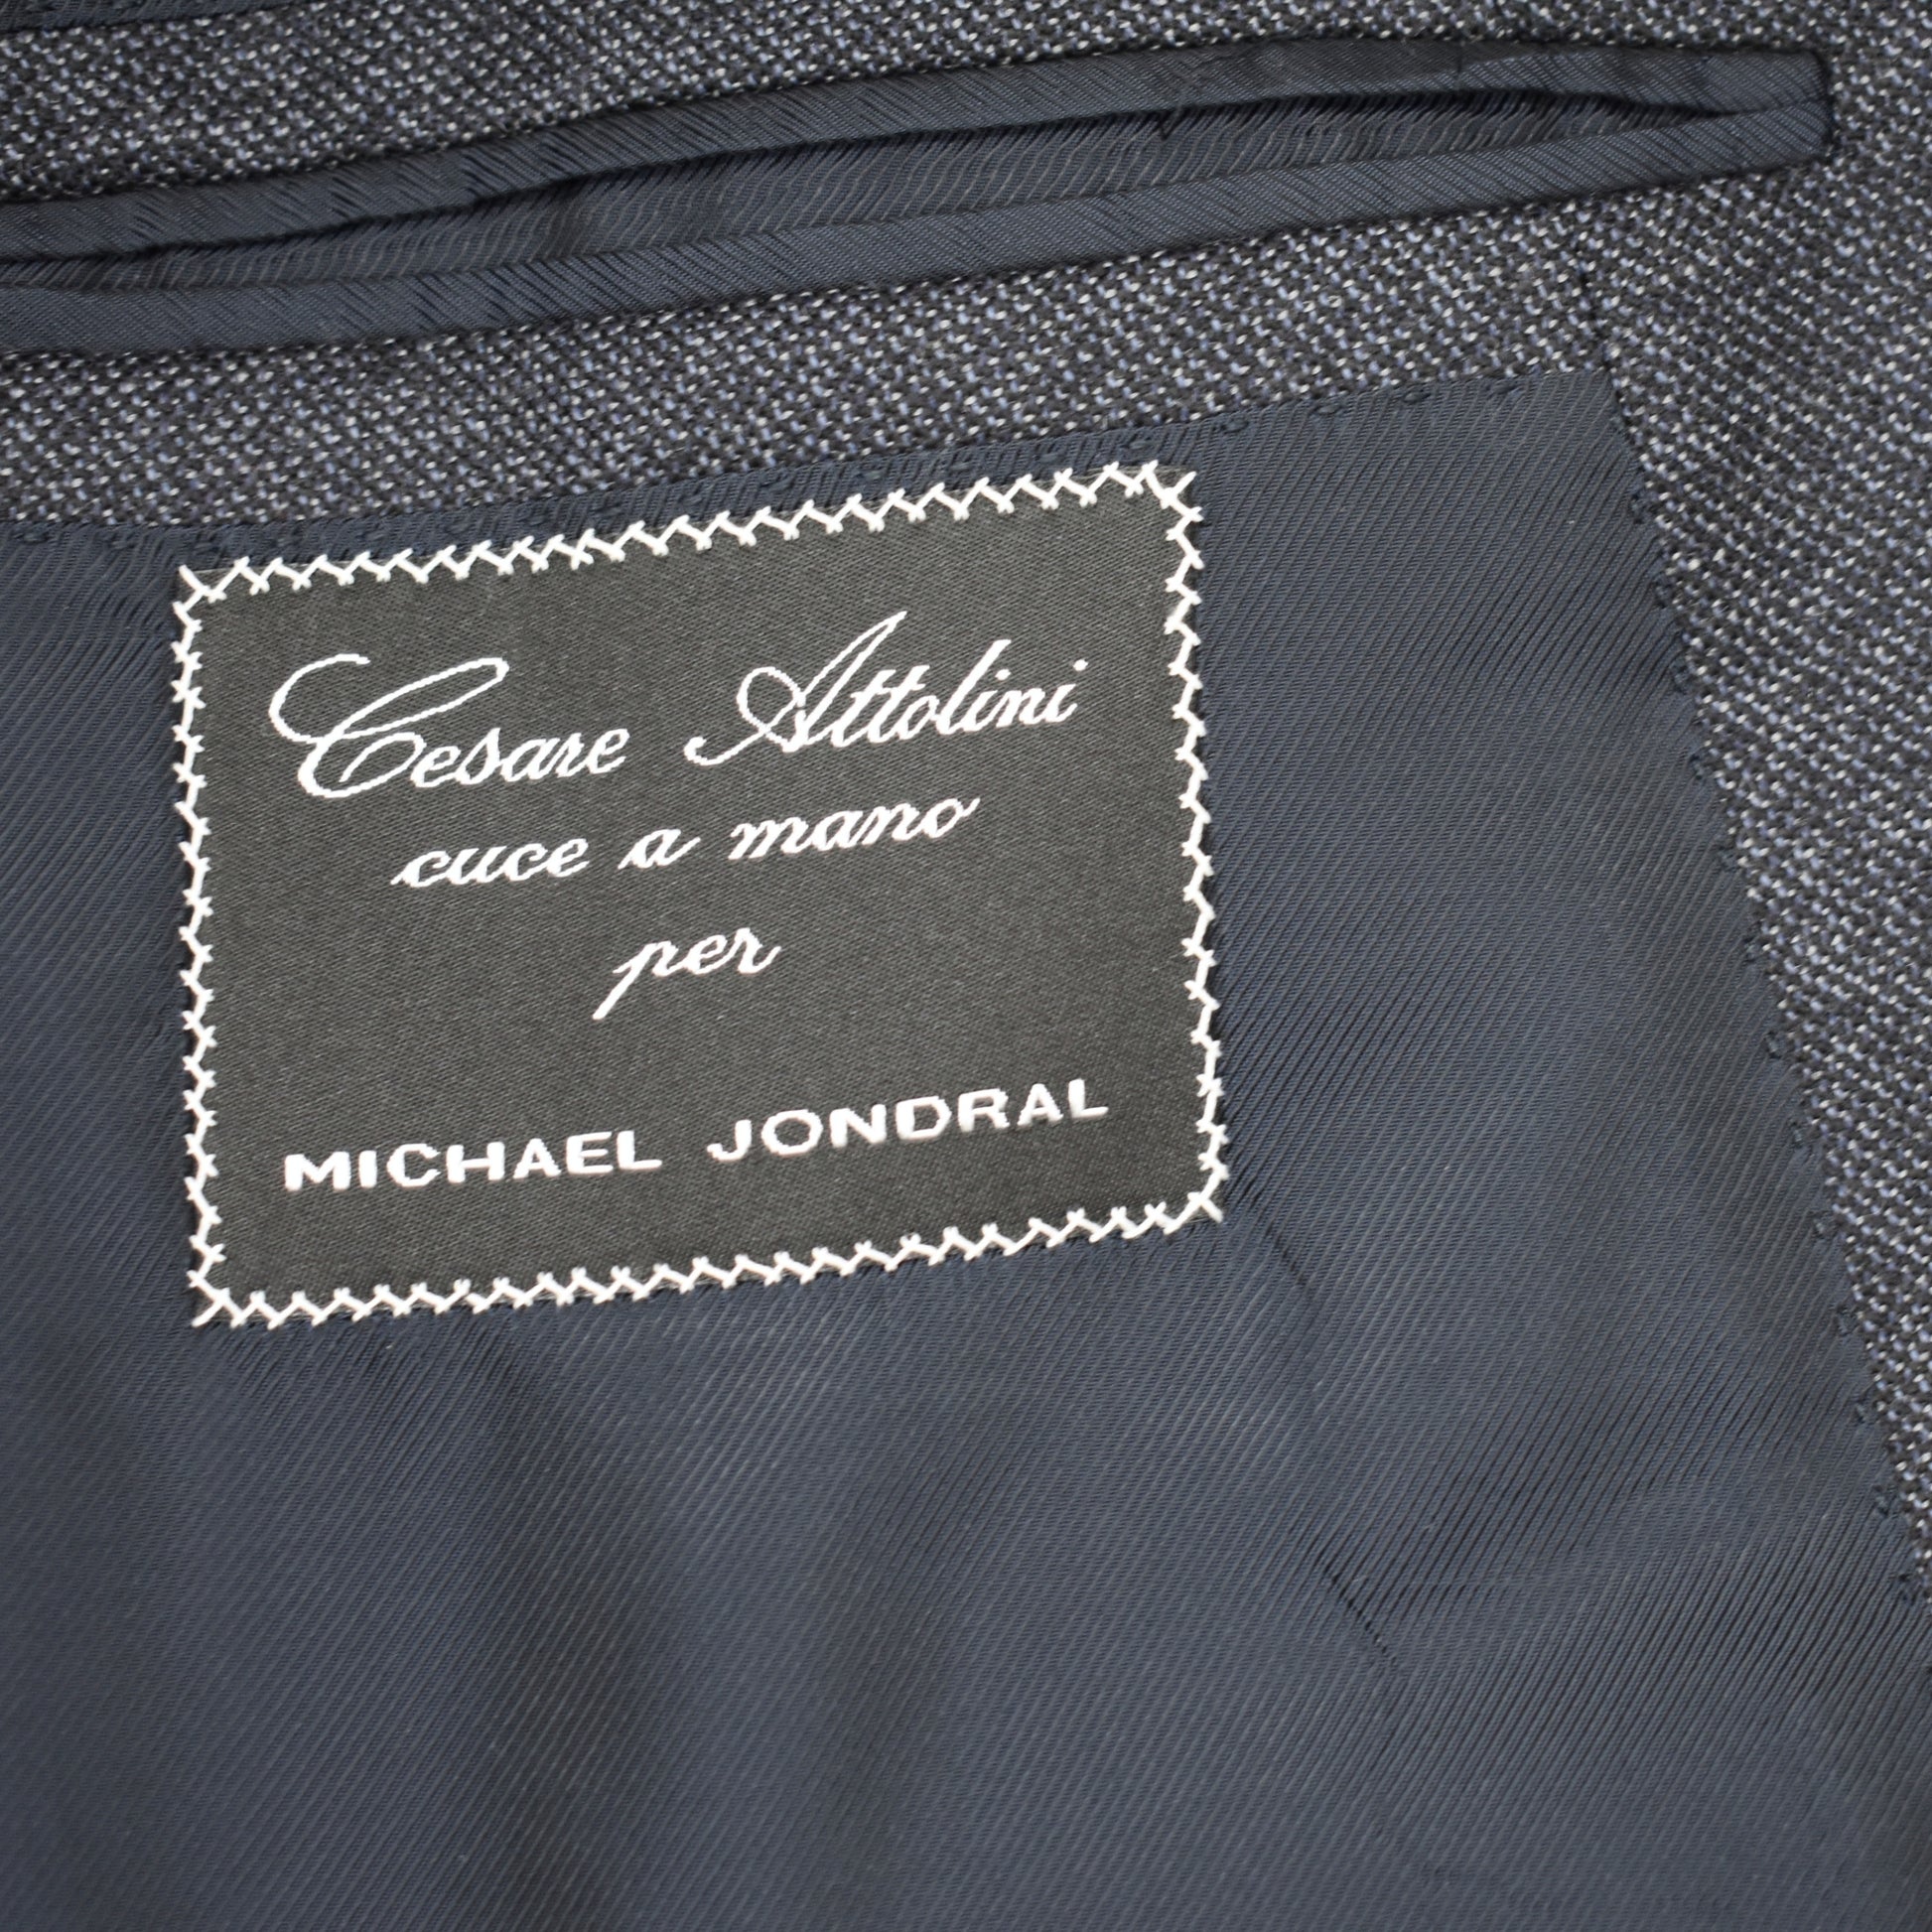 Cesare Attolini
cuce a mano
per
MICHAEL JONDRAL